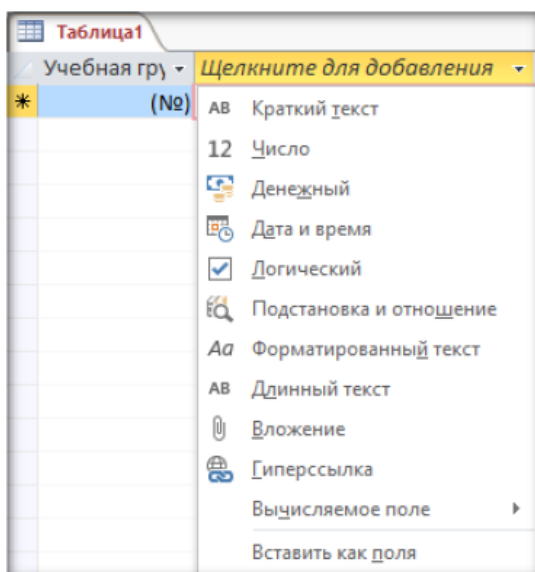 Таблица1
Учебная гру Щелкните для добавления
(№)
AB Краткий текст
12 Число
Денежный
Дата и время
Логический
Подстановка и отношение
Aa Форматированный текст
AB Длинный текст
Вложение
Гиперссылка
Вычисляемое поле
Вставить как поля